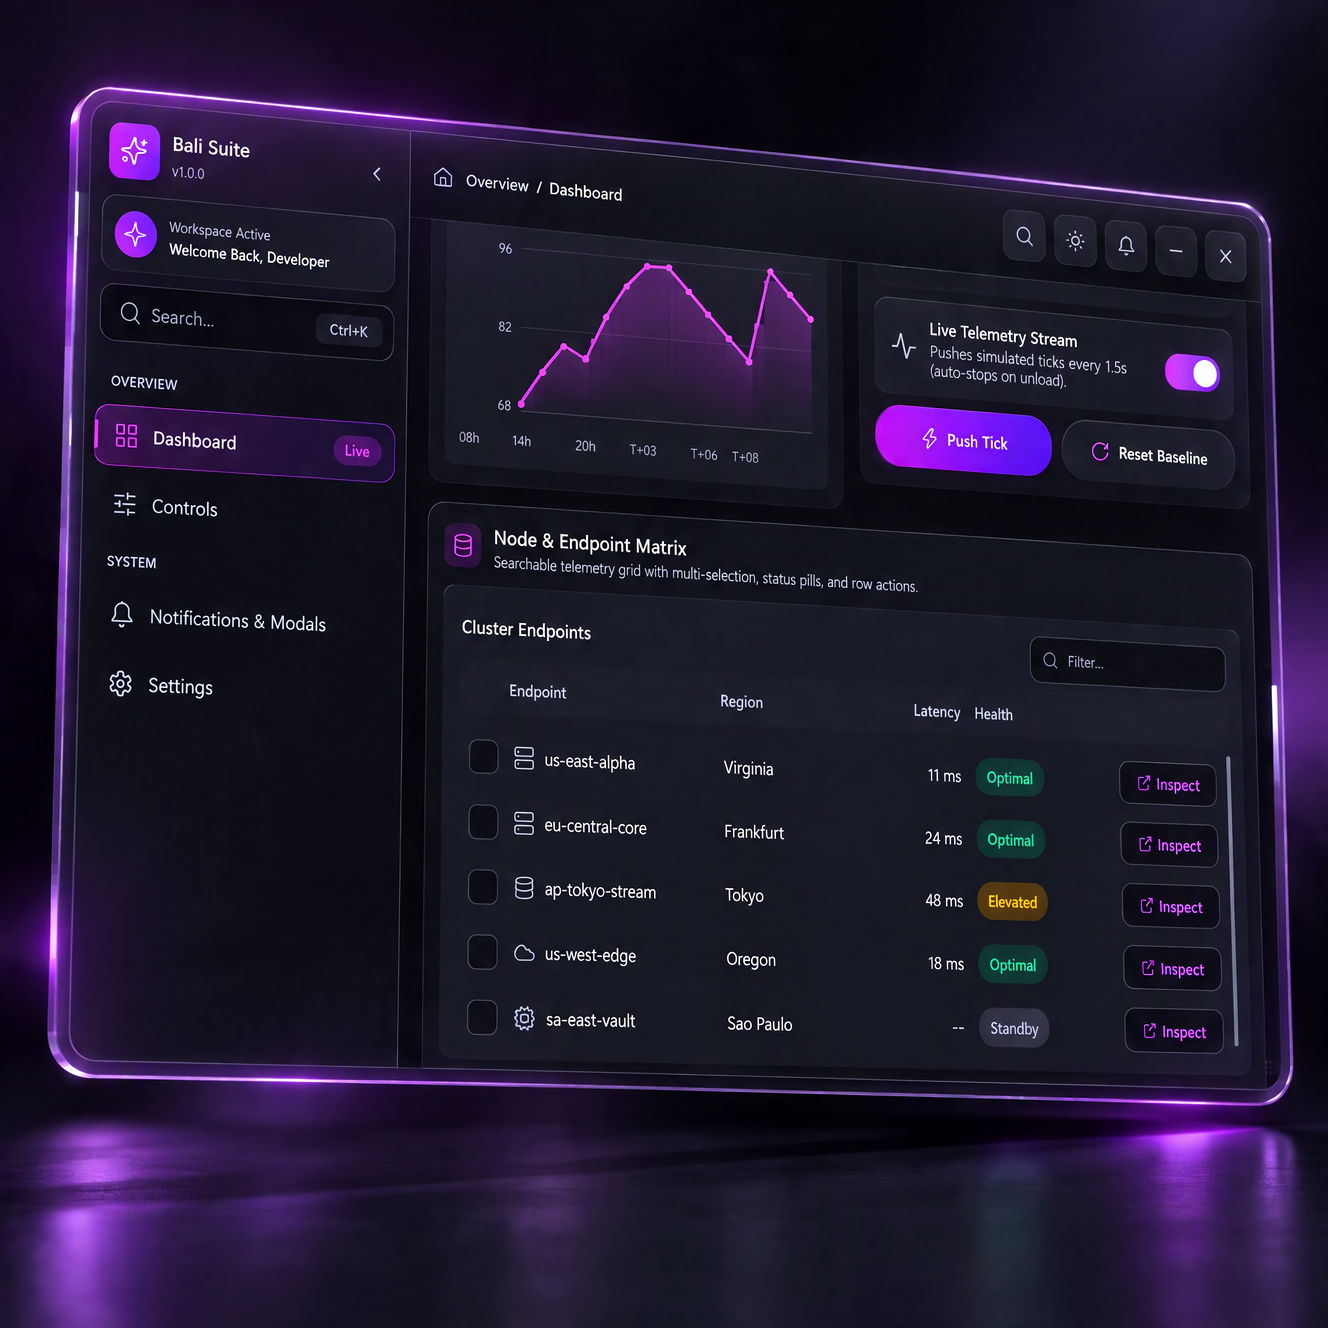 Bali Suite
v1.0.0
Workspace Active
Welcome Back, Developer
Search...
Ctrl+K
OVERVIEW
Dashboard
Live
Controls
SYSTEM
Notifications & Modals
Settings
Overview / Dashboard
96
82
68
08h 14h 20h T+03 T+06 T+08
Live Telemetry Stream
Pushes simulated ticks every 1.5s
(auto-stops on unload).
Push Tick
Reset Baseline
Node & Endpoint Matrix
Searchable telemetry grid with multi-selection, status pills, and row actions.
Cluster Endpoints
Filter...
Endpoint Region Latency Health
us-east-alpha Virginia 11 ms Optimal Inspect
eu-central-core Frankfurt 24 ms Optimal Inspect
ap-tokyo-stream Tokyo 48 ms Elevated Inspect
us-west-edge Oregon 18 ms Optimal Inspect
sa-east-vault Sao Paulo -- Standby Inspect